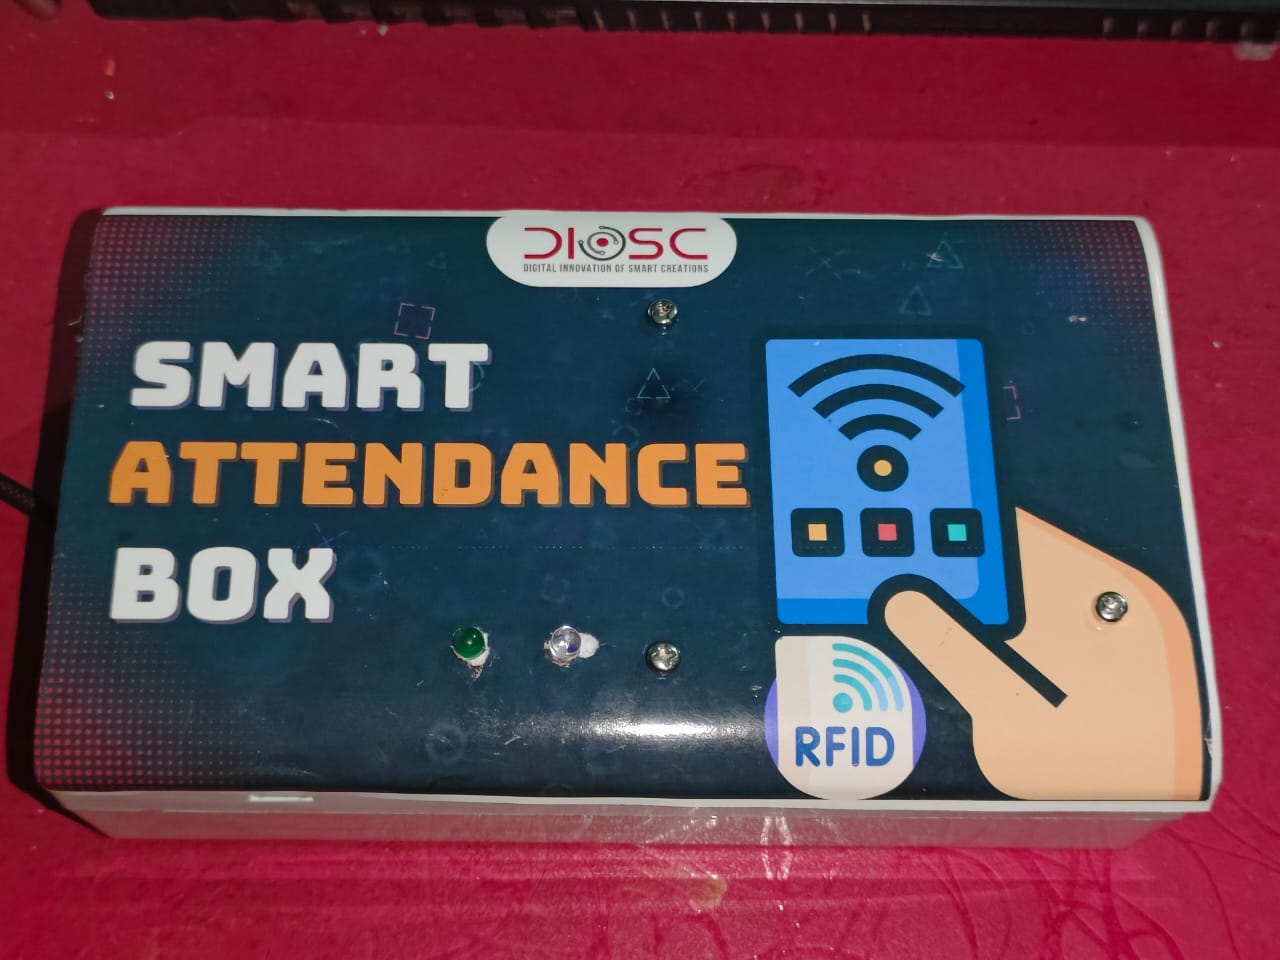 DIOSC
DIGITAL INNOVATION OF SMART CREATIONS
SMART
ATTENDANCE
BOX
RFID